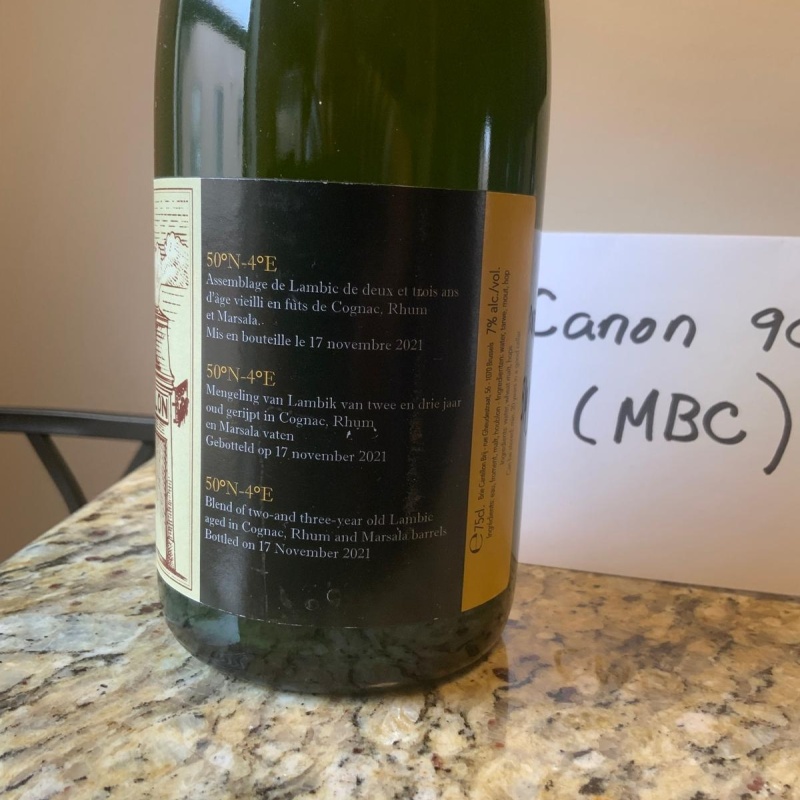 50°N-4°E
Assemblage de Lambic de deux et trois ans
d'âge vieilli en fûts de Cognac, Rhum
et Marsala.
Mis en bouteille le 17 novembre 2021
50°N-4°E
Mengeling van Lambik van twee en drie jaar
oud gerijpt in Cognac, Rhum
en Marsala vaten
Gebotteld op 17 november 2021
50°N-4°E
Blend of two-and three-year old Lambic
aged in Cognac, Rhum and Marsala barrels
Bottled on 17 November 2021
e 75cl. 7% alc./vol.
Canon
(MBC)